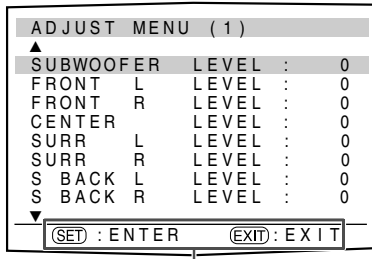 ADJUST MENU (1)
▲
SUBWOOFER LEVEL : 0
FRONT L LEVEL : 0
FRONT R LEVEL : 0
CENTER LEVEL : 0
SURR L LEVEL : 0
SURR R LEVEL : 0
S BACK L LEVEL : 0
S BACK R LEVEL : 0
▼
SET : ENTER EXIT : EXIT